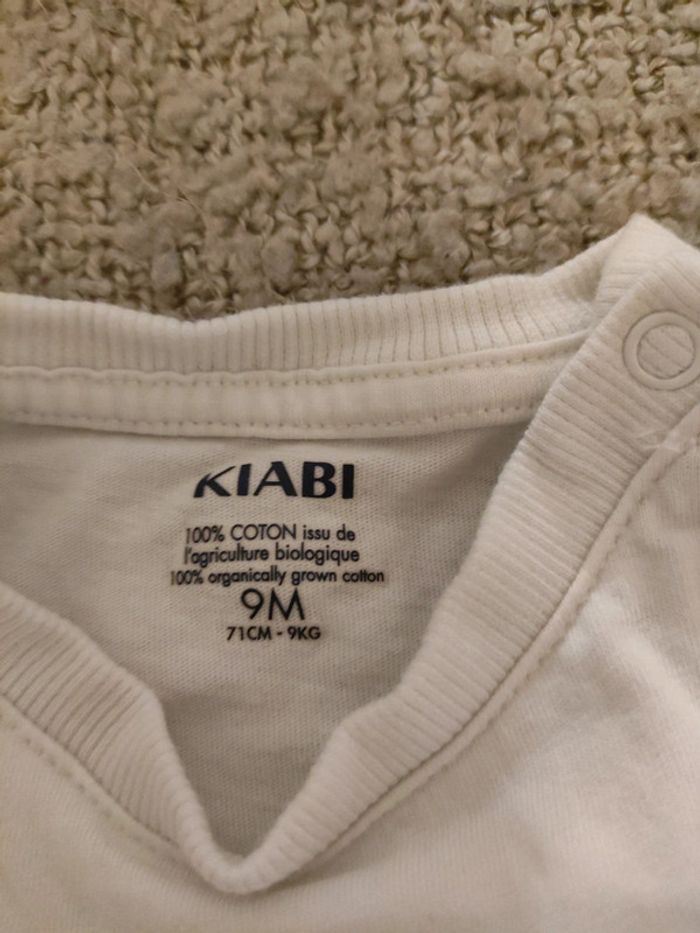 KIABI
100% COTON issu de
l'agriculture biologique
100% organically grown cotton
9M
71CM - 9KG